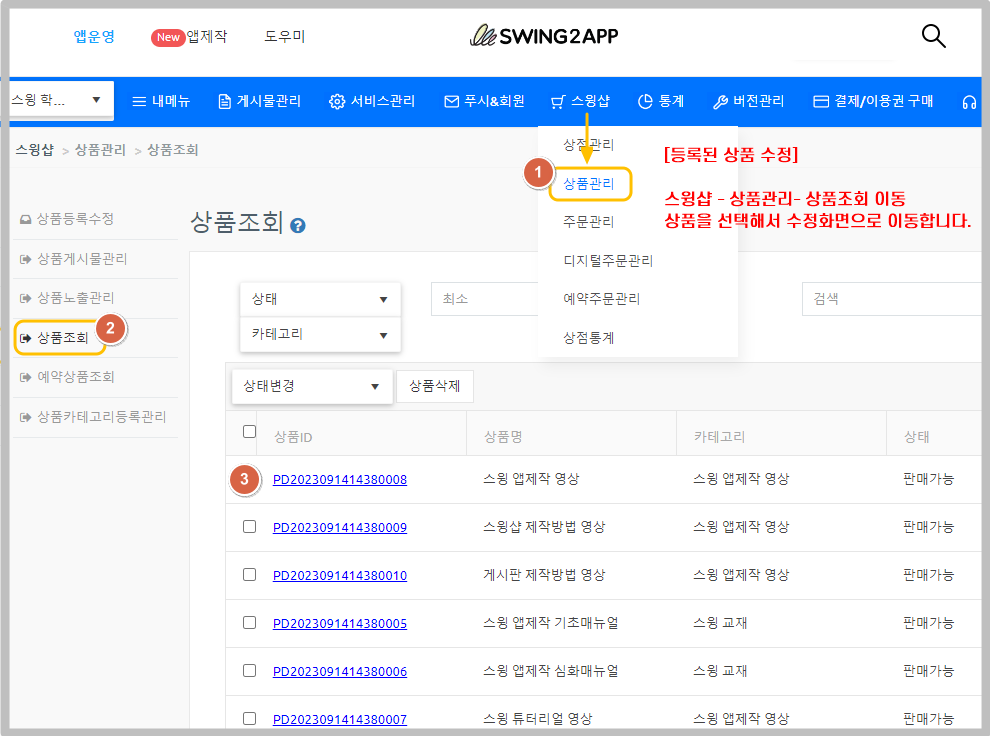 앱운영 New 앱제작 도우미 SWING2APP
스윙 학... 내메뉴 게시물관리 서비스관리 푸시&회원 스윙샵 통계 버전관리 결제/이용권 구매
스윙샵 > 상품관리 > 상품조회
상점관리
1 상품관리
주문관리
디지털주문관리
예약주문관리
상점통계
[등록된 상품 수정]
스윙샵 - 상품관리- 상품조회 이동
상품을 선택해서 수정화면으로 이동합니다.
상품등록수정
상품게시물관리
상품노출관리
상품조회 2
예약상품조회
상품카테고리등록관리
상품조회 ?
상태 최소 검색
카테고리
상태변경 상품삭제
상품ID 상품명 카테고리 상태
3 PD2023091414380008 스윙 앱제작 영상 스윙 앱제작 영상 판매가능
PD2023091414380009 스윙샵 제작방법 영상 스윙 앱제작 영상 판매가능
PD2023091414380010 게시판 제작방법 영상 스윙 앱제작 영상 판매가능
PD2023091414380005 스윙 앱제작 기초매뉴얼 스윙 교재 판매가능
PD2023091414380006 스윙 앱제작 심화매뉴얼 스윙 교재 판매가능
PD2023091414380007 스윙 튜터리얼 영상 스윙 앱제작 영상 판매가능